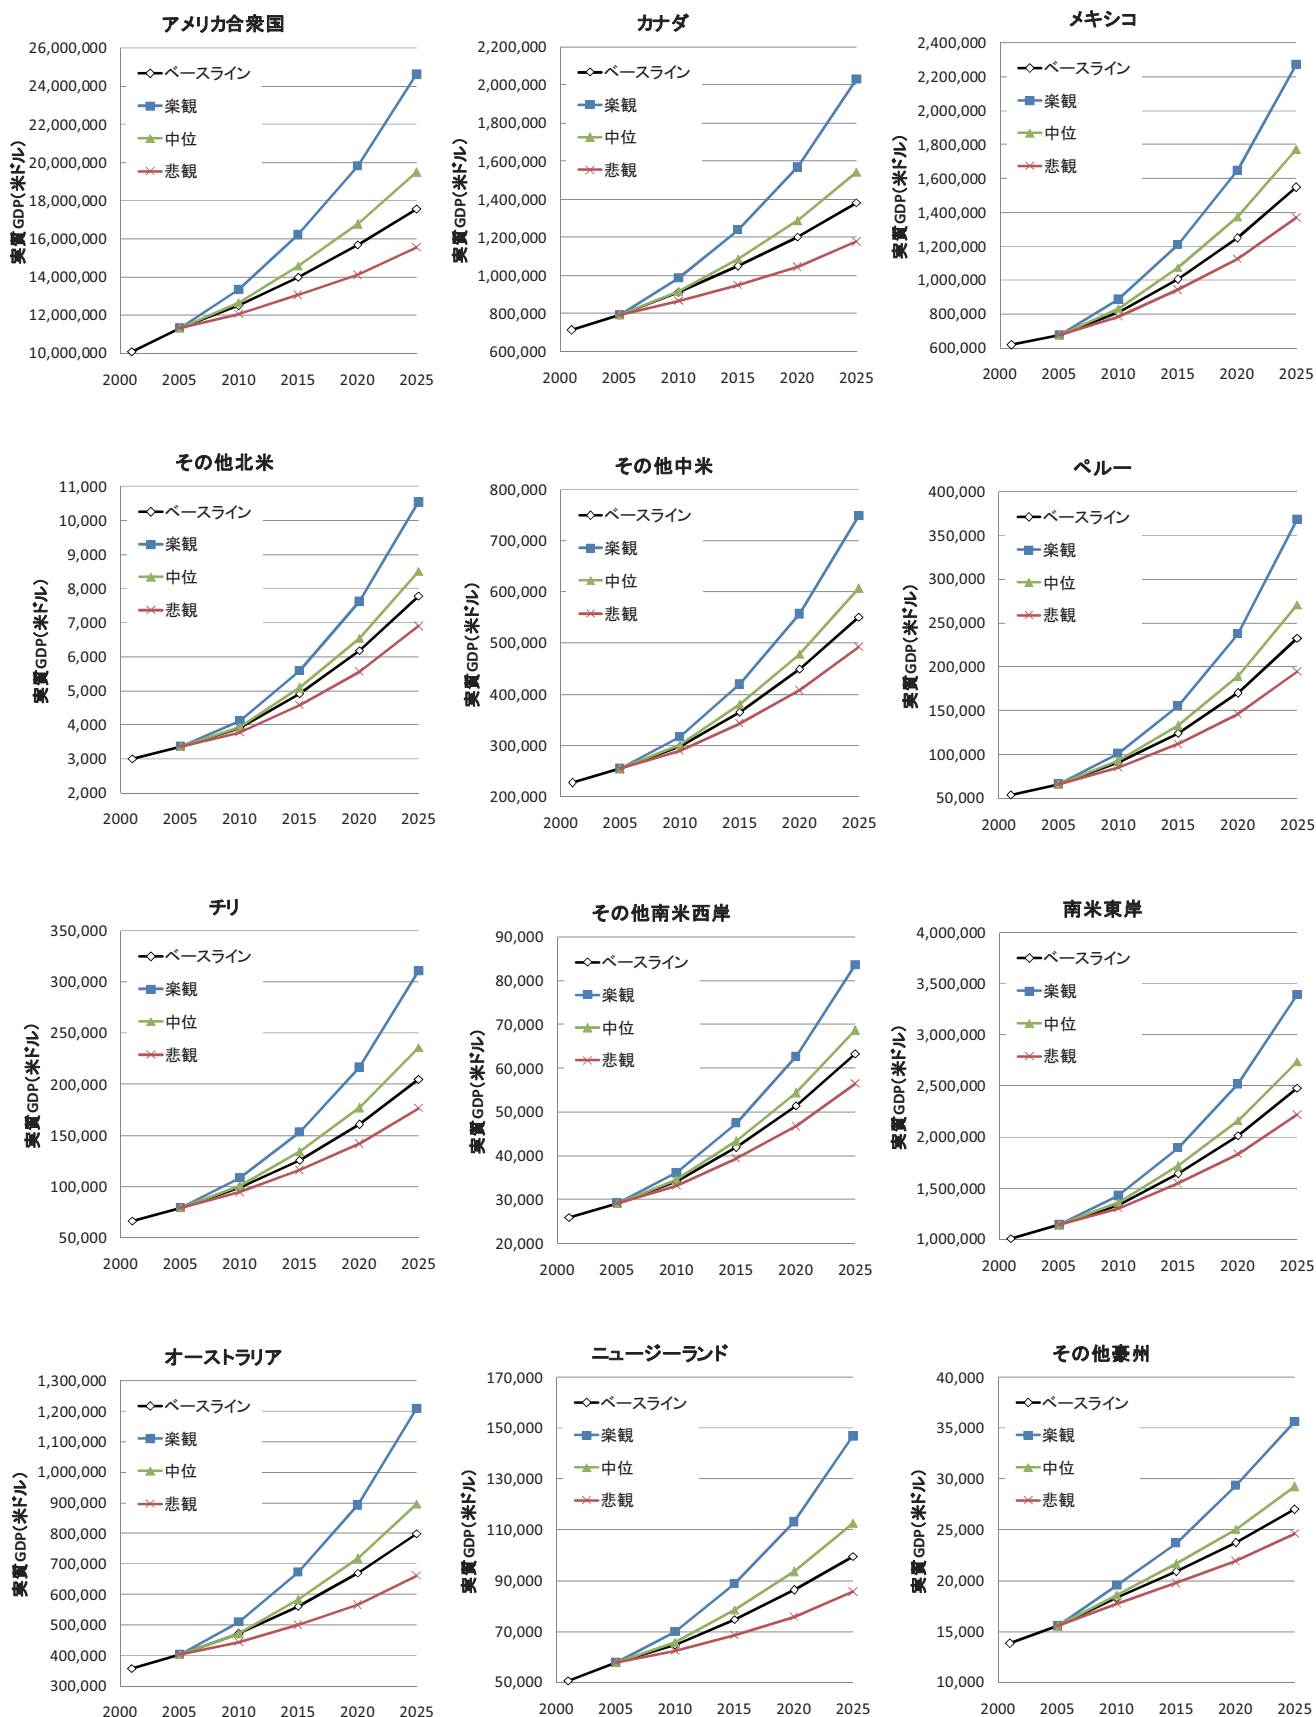 アメリカ合衆国
実質GDP(米ドル)
26,000,000
24,000,000
22,000,000
20,000,000
18,000,000
16,000,000
14,000,000
12,000,000
10,000,000
ベースライン
楽観
中位
悲観
2000 2005 2010 2015 2020 2025
カナダ
実質GDP(米ドル)
2,200,000
2,000,000
1,800,000
1,600,000
1,400,000
1,200,000
1,000,000
800,000
600,000
ベースライン
楽観
中位
悲観
2000 2005 2010 2015 2020 2025
メキシコ
実質GDP(米ドル)
2,400,000
2,200,000
2,000,000
1,800,000
1,600,000
1,400,000
1,200,000
1,000,000
800,000
600,000
ベースライン
楽観
中位
悲観
2000 2005 2010 2015 2020 2025
その他北米
実質GDP(米ドル)
11,000
10,000
9,000
8,000
7,000
6,000
5,000
4,000
3,000
2,000
ベースライン
楽観
中位
悲観
2000 2005 2010 2015 2020 2025
その他中米
実質GDP(米ドル)
800,000
700,000
600,000
500,000
400,000
300,000
200,000
ベースライン
楽観
中位
悲観
2000 2005 2010 2015 2020 2025
ペルー
実質GDP(米ドル)
400,000
350,000
300,000
250,000
200,000
150,000
100,000
50,000
ベースライン
楽観
中位
悲観
2000 2005 2010 2015 2020 2025
チリ
実質GDP(米ドル)
350,000
300,000
250,000
200,000
150,000
100,000
50,000
ベースライン
楽観
中位
悲観
2000 2005 2010 2015 2020 2025
その他南米西岸
実質GDP(米ドル)
90,000
80,000
70,000
60,000
50,000
40,000
30,000
20,000
ベースライン
楽観
中位
悲観
2000 2005 2010 2015 2020 2025
南米東岸
実質GDP(米ドル)
4,000,000
3,500,000
3,000,000
2,500,000
2,000,000
1,500,000
1,000,000
ベースライン
楽観
中位
悲観
2000 2005 2010 2015 2020 2025
オーストラリア
実質GDP(米ドル)
1,300,000
1,200,000
1,100,000
1,000,000
900,000
800,000
700,000
600,000
500,000
400,000
300,000
ベースライン
楽観
中位
悲観
2000 2005 2010 2015 2020 2025
ニュージーランド
実質GDP(米ドル)
170,000
150,000
130,000
110,000
90,000
70,000
50,000
ベースライン
楽観
中位
悲観
2000 2005 2010 2015 2020 2025
その他豪州
実質GDP(米ドル)
40,000
35,000
30,000
25,000
20,000
15,000
10,000
ベースライン
楽観
中位
悲観
2000 2005 2010 2015 2020 2025